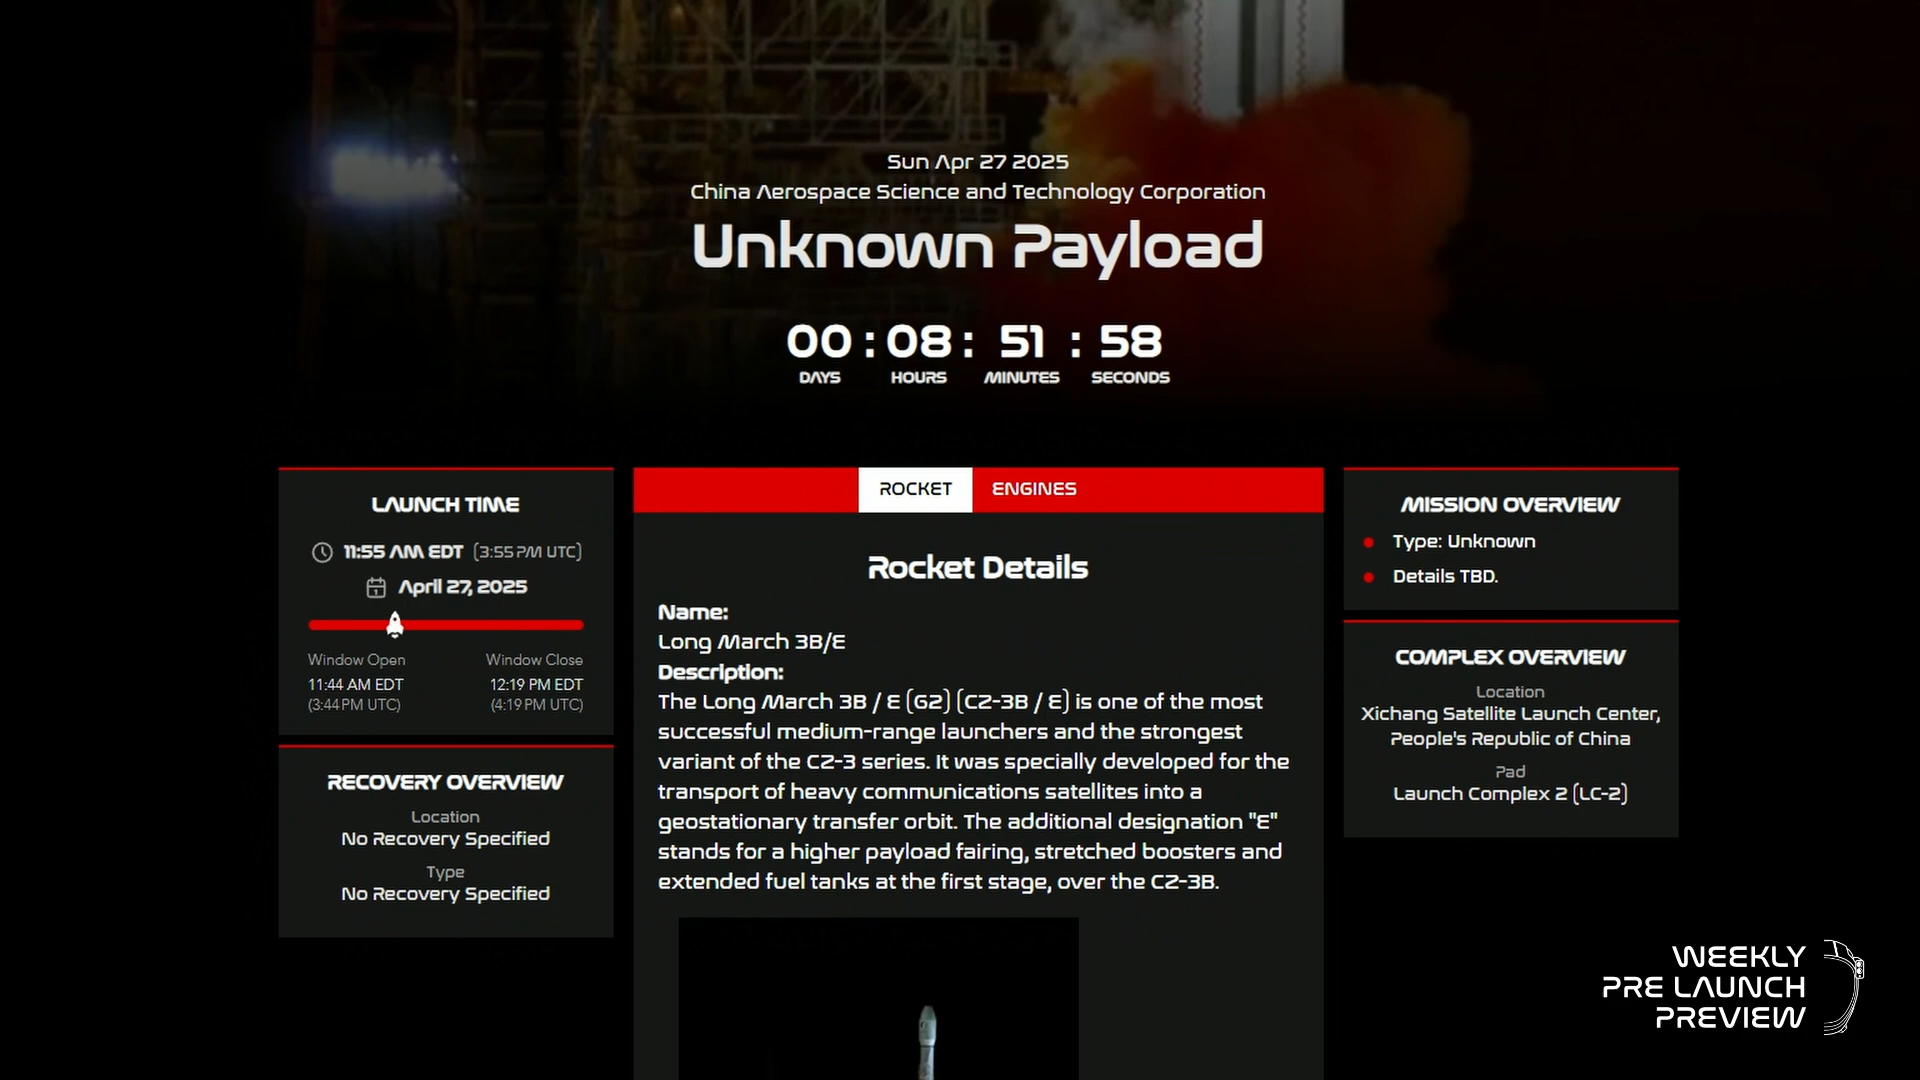 Sun Apr 27 2025
China Aerospace Science and Technology Corporation
Unknown Payload
00 : 08 : 51 : 58
DAYS HOURS MINUTES SECONDS
LAUNCH TIME
11:55 AM EDT (3:55 PM UTC)
April 27, 2025
Window Open Window Close
11:44 AM EDT 12:19 PM EDT
(3:44 PM UTC) (4:19 PM UTC)
RECOVERY OVERVIEW
Location
No Recovery Specified
Type
No Recovery Specified
ROCKET ENGINES
Rocket Details
Name:
Long March 3B/E
Description:
The Long March 3B / E (G2) (CZ-3B / E) is one of the most
successful medium-range launchers and the strongest
variant of the CZ-3 series. It was specially developed for the
transport of heavy communications satellites into a
geostationary transfer orbit. The additional designation "E"
stands for a higher payload fairing, stretched boosters and
extended fuel tanks at the first stage, over the CZ-3B.
MISSION OVERVIEW
Type: Unknown
Details TBD.
COMPLEX OVERVIEW
Location
Xichang Satellite Launch Center,
People's Republic of China
Pad
Launch Complex 2 (LC-2)
WEEKLY
PRE LAUNCH
PREVIEW